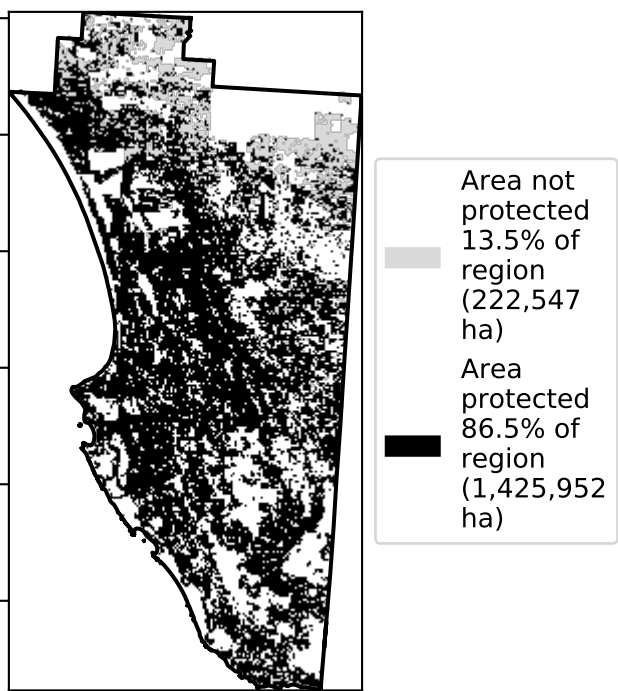 Area not
protected
13.5% of
region
(222,547
ha)
Area
protected
86.5% of
region
(1,425,952
ha)